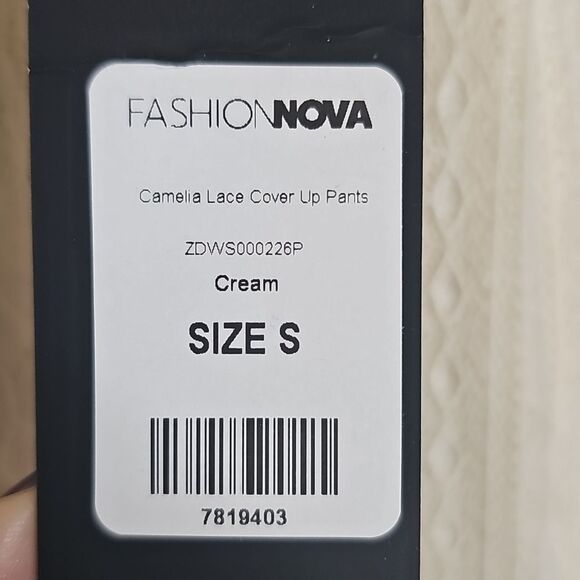 FASHIONNOVA
Camelia Lace Cover Up Pants
ZDWS000226P
Cream
SIZE S
7819403